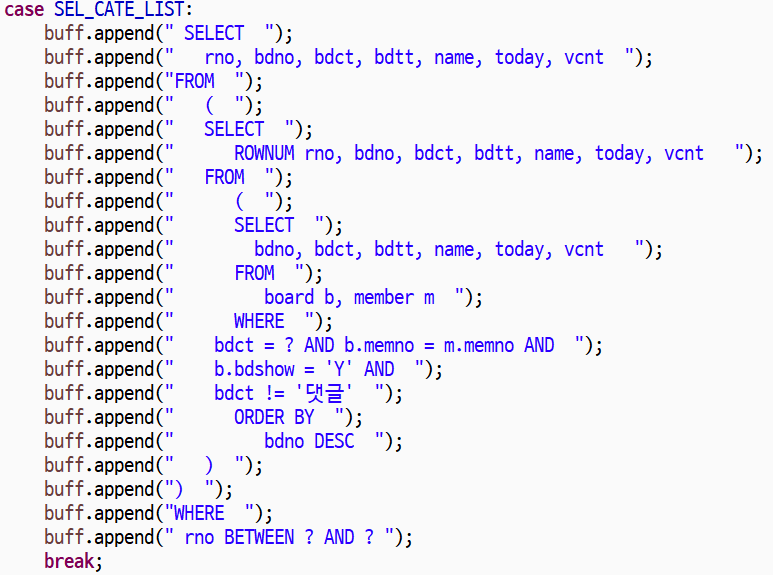 case SEL_CATE_LIST:
    buff.append(" SELECT  ");
    buff.append("   rno, bdno, bdct, bdtt, name, today, vcnt  ");
    buff.append("FROM  ");
    buff.append("   (  ");
    buff.append("   SELECT  ");
    buff.append("      ROWNUM rno, bdno, bdct, bdtt, name, today, vcnt   ");
    buff.append("   FROM  ");
    buff.append("      (  ");
    buff.append("      SELECT  ");
    buff.append("        bdno, bdct, bdtt, name, today, vcnt   ");
    buff.append("      FROM  ");
    buff.append("         board b, member m  ");
    buff.append("      WHERE  ");
    buff.append("    bdct = ? AND b.memno = m.memno AND  ");
    buff.append("    b.bdshow = 'Y' AND  ");
    buff.append("    bdct != '댓글'  ");
    buff.append("      ORDER BY  ");
    buff.append("         bdno DESC  ");
    buff.append("   )  ");
    buff.append(")  ");
    buff.append("WHERE  ");
    buff.append(" rno BETWEEN ? AND ? ");
    break;